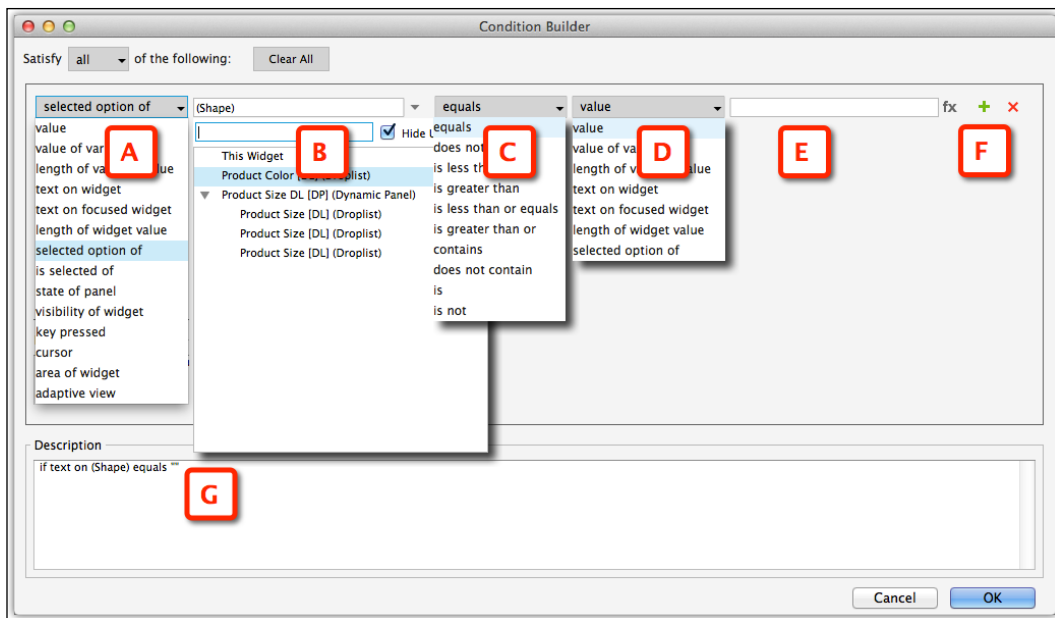 Condition Builder
Satisfy all of the following: Clear All
selected option of (Shape) equals value fx
value
value of var
length of va lue
text on widget
text on focused widget
length of widget value
selected option of
is selected of
state of panel
visibility of widget
key pressed
cursor
area of widget
adaptive view
A
Hide
B
This Widget
Product Color (Droplist)
Product Size DL [DP] (Dynamic Panel)
Product Size [DL] (Droplist)
Product Size [DL] (Droplist)
Product Size [DL] (Droplist)
equals
does not
is less th
is greater than
is less than or equals
is greater than or
contains
does not contain
is
is not
C
value
value of va
length of va lue
text on widget
text on focused widget
length of widget value
selected option of
D
E
F
Description
if text on (Shape) equals ""
G
Cancel OK